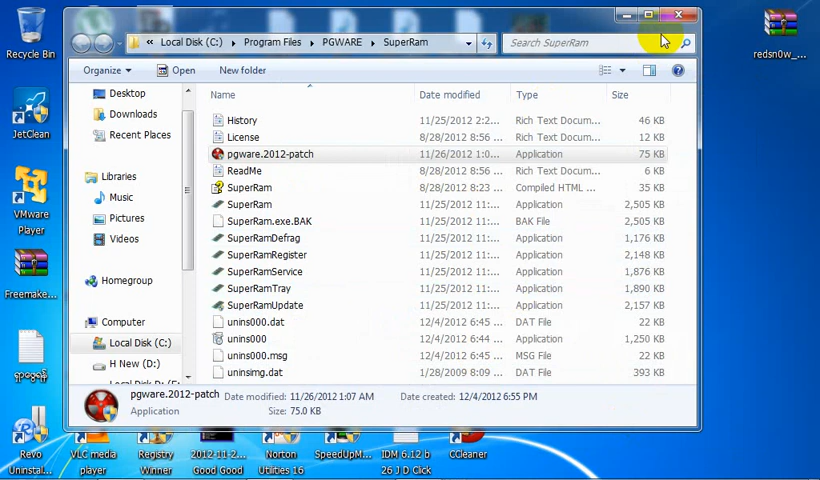 Recycle Bin
JetClean
VMware
Player
Freemake...
ရှာဖွေရန်
redsn0w_...
« Local Disk (C:) Program Files PGWARE SuperRam
Search SuperRam
Organize Open New folder
Name Date modified Type Size
Desktop
Downloads
Recent Places
Libraries
Music
Pictures
Videos
Homegroup
Computer
Local Disk (C:)
H New (D:)
History 11/25/2012 2:2... Rich Text Docum... 46 KB
License 8/28/2012 8:56 ... Rich Text Docum... 12 KB
pgware.2012-patch 11/26/2012 1:0... Application 75 KB
ReadMe 8/28/2012 8:56 ... Rich Text Docum... 6 KB
SuperRam 8/28/2012 8:23 ... Compiled HTML ... 35 KB
SuperRam 11/25/2012 11:... Application 2,505 KB
SuperRam.exe.BAK 11/25/2012 11:... BAK File 2,505 KB
SuperRamDefrag 11/25/2012 11:... Application 1,176 KB
SuperRamRegister 11/25/2012 11:... Application 2,148 KB
SuperRamService 11/25/2012 11:... Application 1,876 KB
SuperRamTray 11/25/2012 11:... Application 1,890 KB
SuperRamUpdate 11/25/2012 11:... Application 2,157 KB
unins000.dat 12/4/2012 6:45 ... DAT File 22 KB
unins000 12/4/2012 6:44 ... Application 1,250 KB
unins000.msg 12/4/2012 6:45 ... MSG File 22 KB
uninsimg.dat 1/28/2009 8:09 ... DAT File 393 KB
pgware.2012-patch Date modified: 11/26/2012 1:07 AM Date created: 12/4/2012 6:55 PM
Application Size: 75.0 KB
Revo
Uninstal...
VLC media
player
Registry
Winner
2012-11-2...
Good Good
Norton
Utilities 16
SpeedUpM...
IDM 6.12 b
26 J D Click
CCleaner